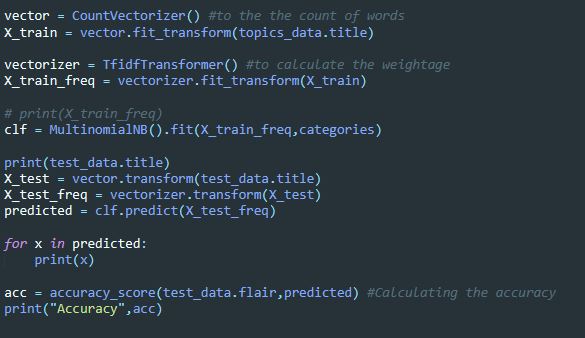 vector = CountVectorizer() #to the the count of words
X_train = vector.fit_transform(topics_data.title)
vectorizer = TfidfTransformer() #to calculate the weightage
X_train_freq = vectorizer.fit_transform(X_train)
# print(X_train_freq)
clf = MultinomialNB().fit(X_train_freq,categories)
print(test_data.title)
X_test = vector.transform(test_data.title)
X_test_freq = vectorizer.transform(X_test)
predicted = clf.predict(X_test_freq)
for x in predicted:
    print(x)
acc = accuracy_score(test_data.flair,predicted) #Calculating the accuracy
print("Accuracy",acc)